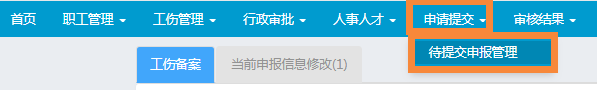 首页 职工管理 工伤管理 行政审批 人事人才 申请提交 审核结果
待提交申报管理
工伤备案 当前申报信息修改(1)